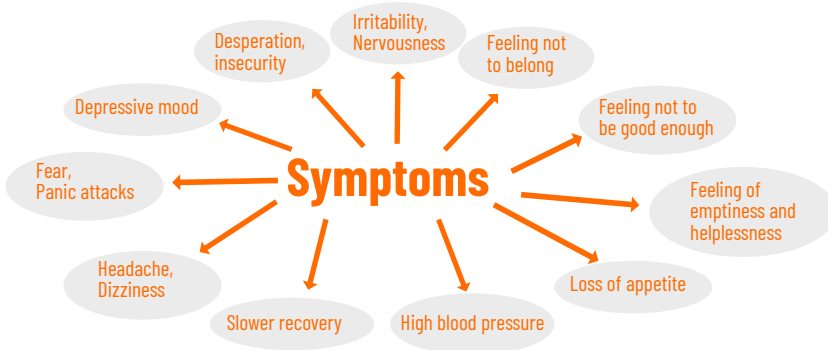 Irritability,
Nervousness
Desperation,
insecurity
Feeling not
to belong
Depressive mood
Feeling not to
be good enough
Fear,
Panic attacks
Symptoms
Feeling of
emptiness and
helplessness
Headache,
Dizziness
Loss of appetite
Slower recovery
High blood pressure